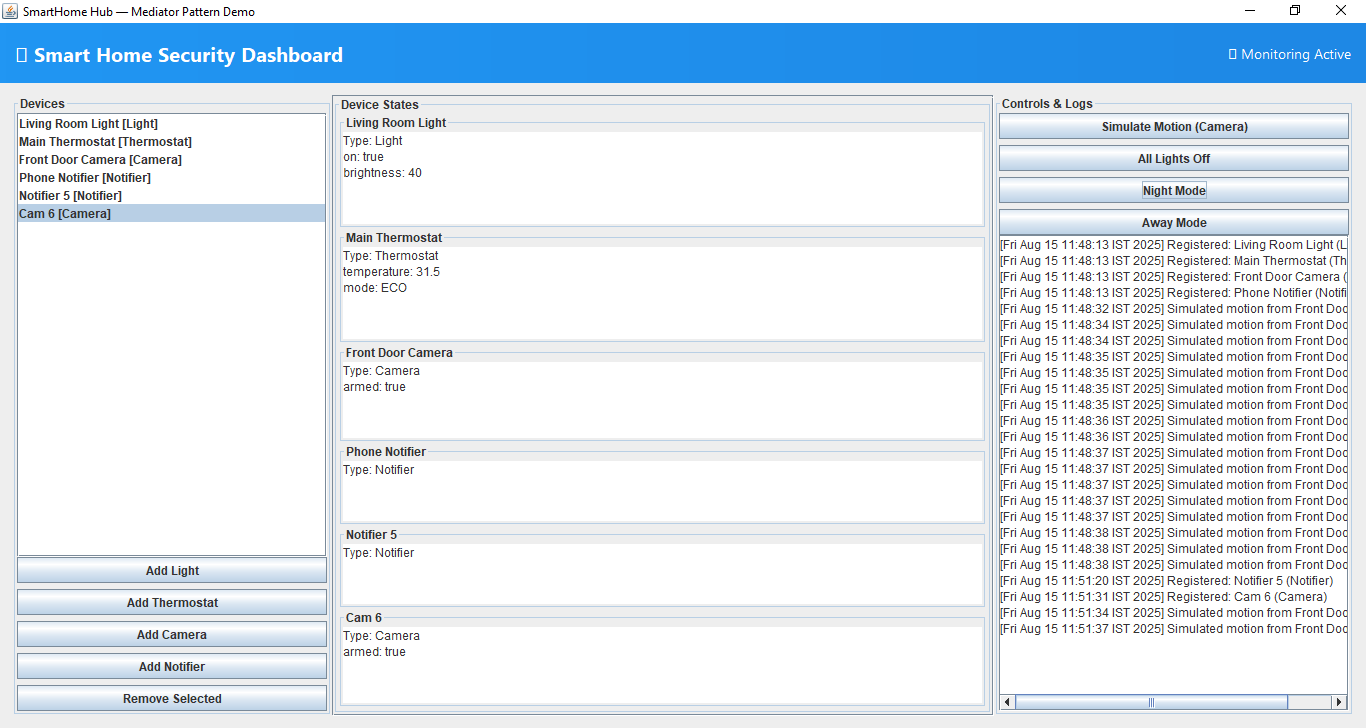 SmartHome Hub — Mediator Pattern Demo
Smart Home Security Dashboard
Monitoring Active
Devices
Living Room Light [Light]
Main Thermostat [Thermostat]
Front Door Camera [Camera]
Phone Notifier [Notifier]
Notifier 5 [Notifier]
Cam 6 [Camera]
Add Light
Add Thermostat
Add Camera
Add Notifier
Remove Selected
Device States
Living Room Light
Type: Light
on: true
brightness: 40
Main Thermostat
Type: Thermostat
temperature: 31.5
mode: ECO
Front Door Camera
Type: Camera
armed: true
Phone Notifier
Type: Notifier
Notifier 5
Type: Notifier
Cam 6
Type: Camera
armed: true
Controls & Logs
Simulate Motion (Camera)
All Lights Off
Night Mode
Away Mode
[Fri Aug 15 11:48:13 IST 2025] Registered: Living Room Light (L
[Fri Aug 15 11:48:13 IST 2025] Registered: Main Thermostat (Th
[Fri Aug 15 11:48:13 IST 2025] Registered: Front Door Camera (
[Fri Aug 15 11:48:13 IST 2025] Registered: Phone Notifier (Notifi
[Fri Aug 15 11:48:32 IST 2025] Simulated motion from Front Doo
[Fri Aug 15 11:48:34 IST 2025] Simulated motion from Front Doo
[Fri Aug 15 11:48:34 IST 2025] Simulated motion from Front Doo
[Fri Aug 15 11:48:35 IST 2025] Simulated motion from Front Doo
[Fri Aug 15 11:48:35 IST 2025] Simulated motion from Front Doo
[Fri Aug 15 11:48:35 IST 2025] Simulated motion from Front Doo
[Fri Aug 15 11:48:35 IST 2025] Simulated motion from Front Doo
[Fri Aug 15 11:48:36 IST 2025] Simulated motion from Front Doo
[Fri Aug 15 11:48:36 IST 2025] Simulated motion from Front Doo
[Fri Aug 15 11:48:37 IST 2025] Simulated motion from Front Doo
[Fri Aug 15 11:48:37 IST 2025] Simulated motion from Front Doo
[Fri Aug 15 11:48:37 IST 2025] Simulated motion from Front Doo
[Fri Aug 15 11:48:37 IST 2025] Simulated motion from Front Doo
[Fri Aug 15 11:48:37 IST 2025] Simulated motion from Front Doo
[Fri Aug 15 11:48:38 IST 2025] Simulated motion from Front Doo
[Fri Aug 15 11:48:38 IST 2025] Simulated motion from Front Doo
[Fri Aug 15 11:48:38 IST 2025] Simulated motion from Front Doo
[Fri Aug 15 11:51:20 IST 2025] Registered: Notifier 5 (Notifier)
[Fri Aug 15 11:51:31 IST 2025] Registered: Cam 6 (Camera)
[Fri Aug 15 11:51:34 IST 2025] Simulated motion from Front Doo
[Fri Aug 15 11:51:37 IST 2025] Simulated motion from Front Doo